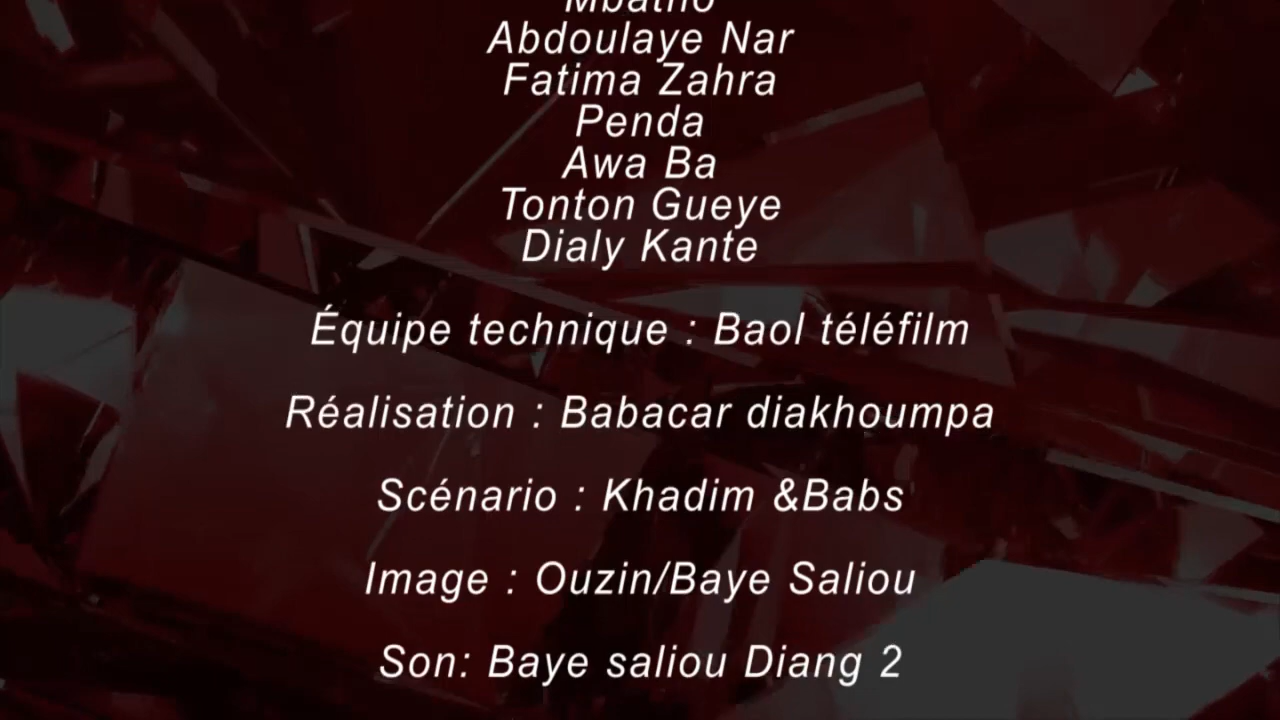 Abdoulaye Nar
Fatima Zahra
Penda
Awa Ba
Tonton Gueye
Dialy Kante
Équipe technique : Baol téléfilm
Réalisation : Babacar diakhoumpa
Scénario : Khadim &Babs
Image : Ouzin/Baye Saliou
Son: Baye saliou Diang 2